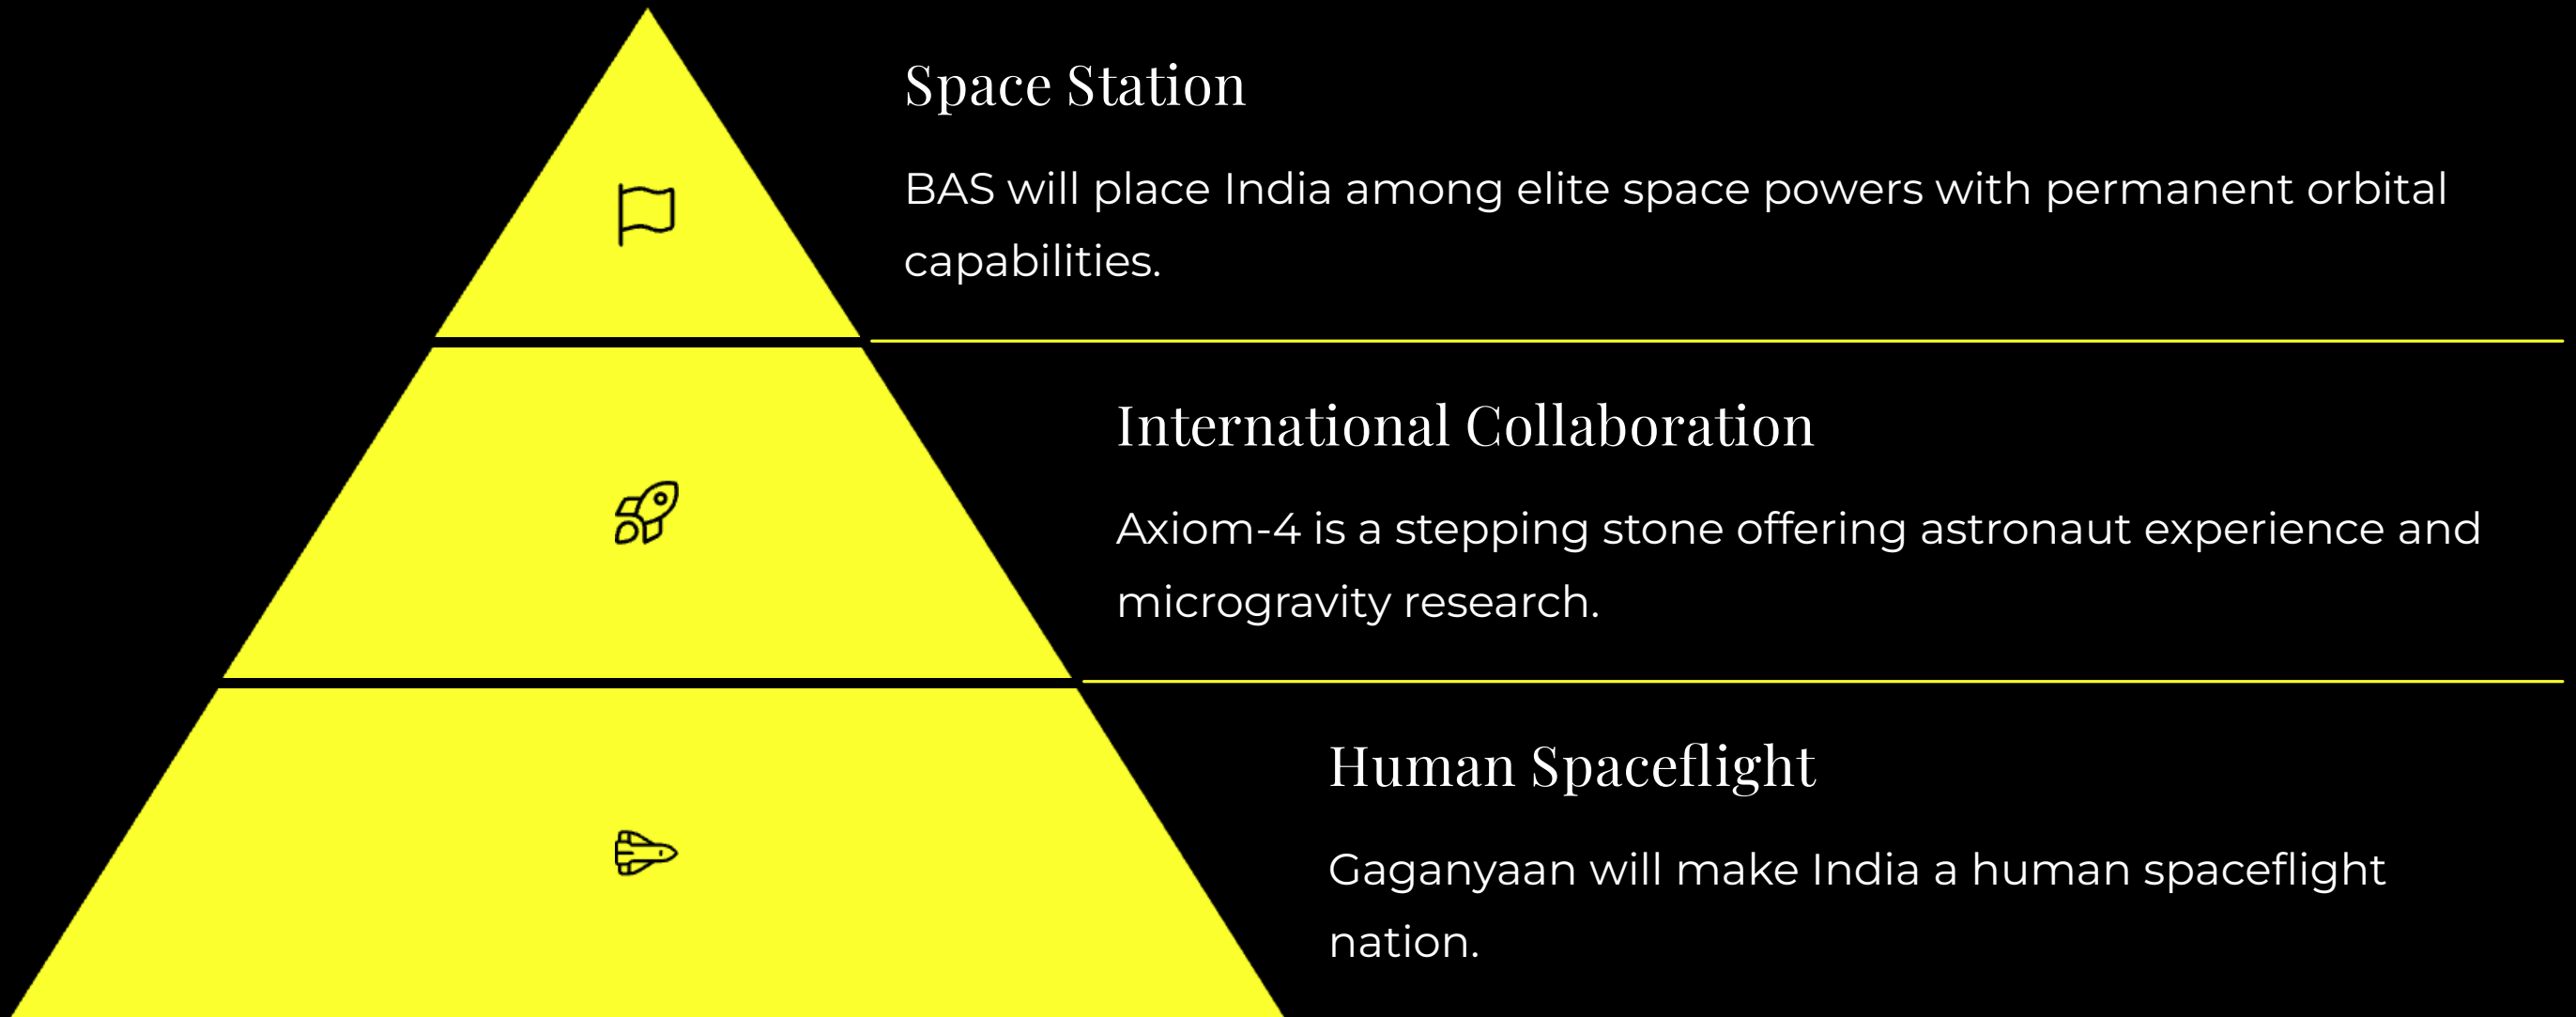 Space Station
BAS will place India among elite space powers with permanent orbital
capabilities.
International Collaboration
Axiom-4 is a stepping stone offering astronaut experience and
microgravity research.
Human Spaceflight
Gaganyaan will make India a human spaceflight
nation.